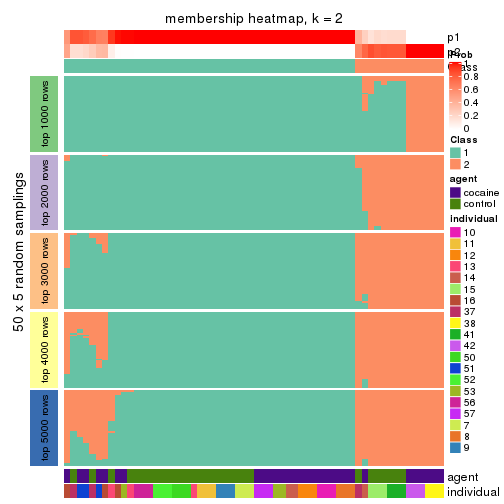 membership heatmap, k = 2
p1
p2
Class
50 x 5 random samplings
top 1000 rows
top 2000 rows
top 3000 rows
top 4000 rows
top 5000 rows
agent
individual
Prob
1
0.8
0.6
0.4
0.2
0
Class
1
2
agent
cocaine
control
individual
10
11
12
13
14
15
16
37
38
41
42
50
51
52
53
56
57
7
8
9